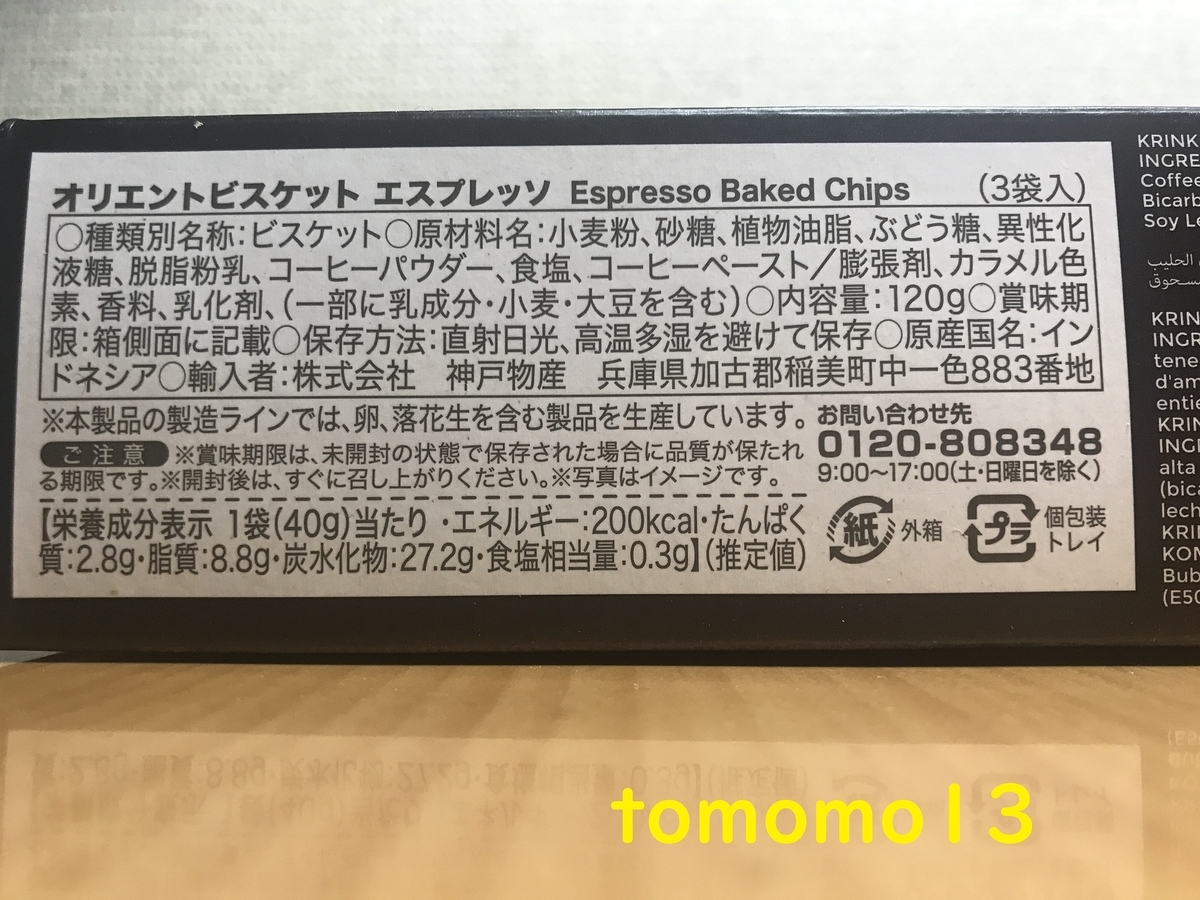 オリエントビスケット エスプレッソ Espresso Baked Chips (3袋入)
○種類別名称:ビスケット○原材料名:小麦粉、砂糖、植物油脂、ぶどう糖、異性化
液糖、脱脂粉乳、コーヒーパウダー、食塩、コーヒーペースト/膨張剤、カラメル色
素、香料、乳化剤、(一部に乳成分・小麦・大豆を含む)○内容量:120g○賞味期
限:箱側面に記載○保存方法:直射日光、高温多湿を避けて保存○原産国名:イン
ドネシア○輸入者:株式会社 神戸物産 兵庫県加古郡稲美町中一色883番地
※本製品の製造ラインでは、卵、落花生を含む製品を生産しています。
ご注意 ※賞味期限は、未開封の状態で保存された場合に品質が保たれ
る期限です。※開封後は、すぐに召し上がりください。※写真はイメージです。
お問い合わせ先
0120-808348
9:00〜17:00(土・日曜日を除く)
【栄養成分表示 1袋(40g)当たり ・エネルギー:200kcal・たんぱく
質:2.8g・脂質:8.8g・炭水化物:27.2g・食塩相当量:0.3g】(推定値)
紙 外箱
プラ 個包装
トレイ
KRINK
INGRE
Coffee
Bicarb
Soy Le
الحليب
KRIN
INGR
tene
d'am
entie
KRIN
INGI
alta
(bica
lech
KRII
KON
Bub
(E50
tomomo13